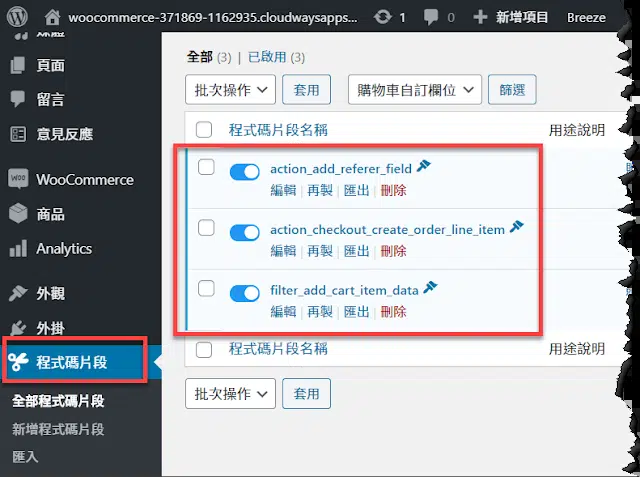 woocommerce-371869-1162935.cloudwaysapps... 1 0 新增項目 Breeze
媒體
頁面
留言
意見反應
WOO WooCommerce
商品
Analytics
外觀
外掛
程式碼片段
全部程式碼片段
新增程式碼片段
匯入
全部 (3) | 已啟用 (3)
批次操作 套用 購物車自訂欄位 篩選
程式碼片段名稱 用途說明
action_add_referer_field
編輯 | 再製 | 匯出 | 刪除
action_checkout_create_order_line_item
編輯 | 再製 | 匯出 | 刪除
filter_add_cart_item_data
編輯 | 再製 | 匯出 | 刪除
程式碼片段名稱 用途說明
批次操作 套用